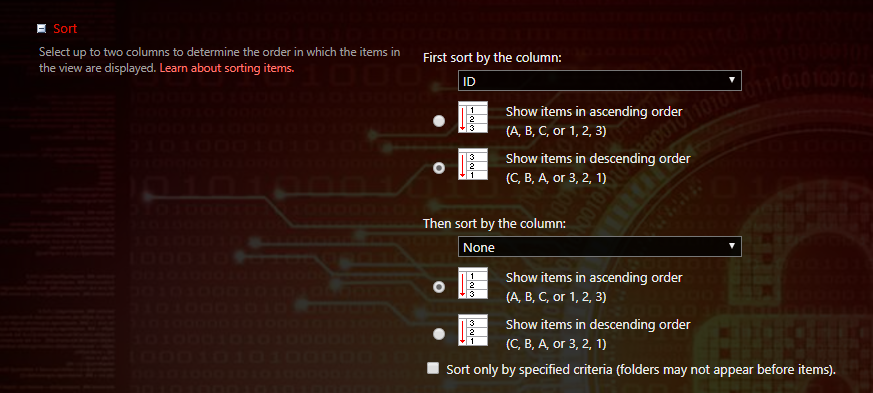 Sort
Select up to two columns to determine the order in which the items in
the view are displayed. Learn about sorting items.
First sort by the column:
ID
1
2
3
Show items in ascending order
(A, B, C, or 1, 2, 3)
3
2
1
Show items in descending order
(C, B, A, or 3, 2, 1)
Then sort by the column:
None
1
2
3
Show items in ascending order
(A, B, C, or 1, 2, 3)
3
2
1
Show items in descending order
(C, B, A, or 3, 2, 1)
Sort only by specified criteria (folders may not appear before items).